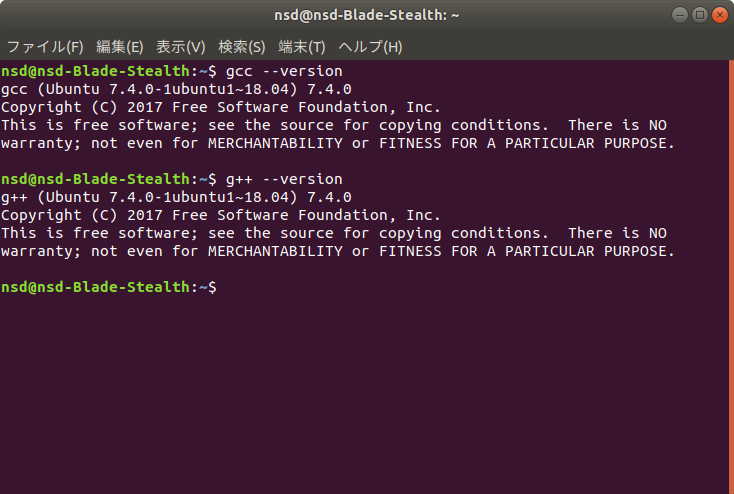 nsd@nsd-Blade-Stealth: ~
ファイル(F) 編集(E) 表示(V) 検索(S) 端末(T) ヘルプ(H)
nsd@nsd-Blade-Stealth:~$ gcc --version
gcc (Ubuntu 7.4.0-1ubuntu1~18.04) 7.4.0
Copyright (C) 2017 Free Software Foundation, Inc.
This is free software; see the source for copying conditions.  There is NO
warranty; not even for MERCHANTABILITY or FITNESS FOR A PARTICULAR PURPOSE.
nsd@nsd-Blade-Stealth:~$ g++ --version
g++ (Ubuntu 7.4.0-1ubuntu1~18.04) 7.4.0
Copyright (C) 2017 Free Software Foundation, Inc.
This is free software; see the source for copying conditions.  There is NO
warranty; not even for MERCHANTABILITY or FITNESS FOR A PARTICULAR PURPOSE.
nsd@nsd-Blade-Stealth:~$